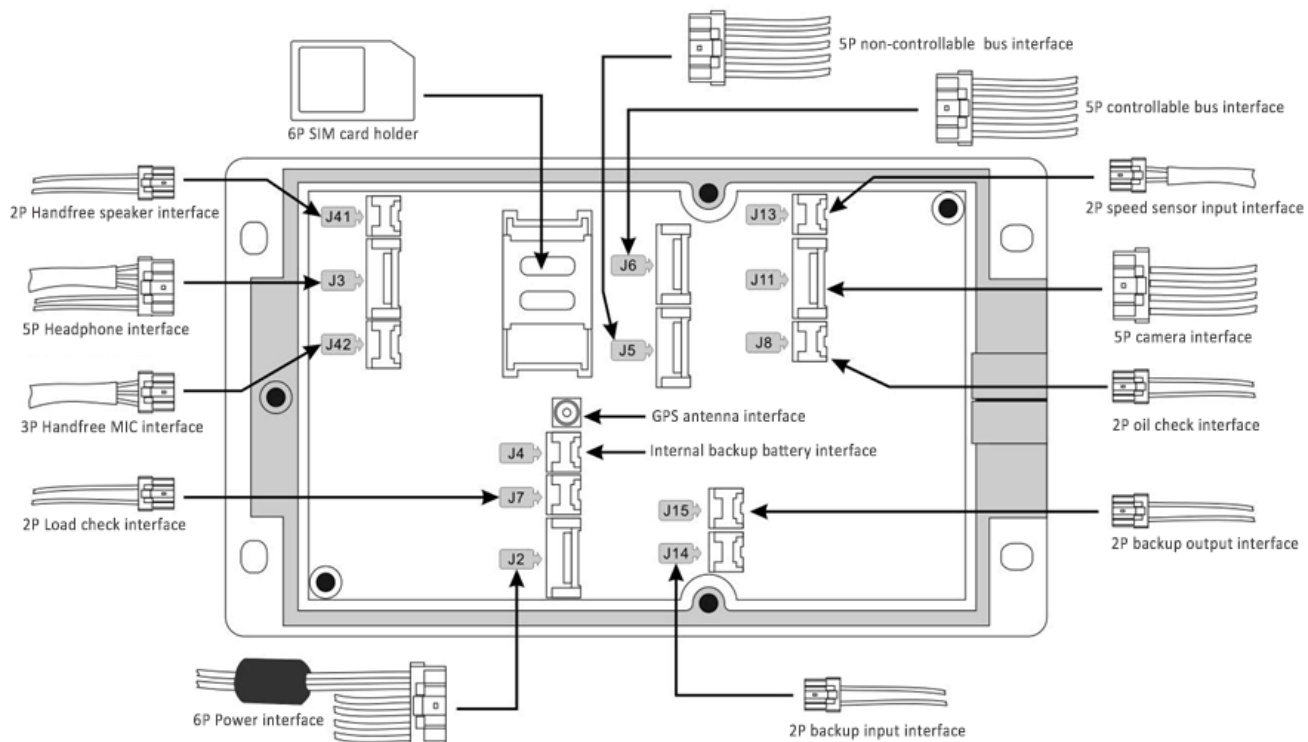 5P non-controllable bus interface
5P controllable bus interface
6P SIM card holder
2P Handfree speaker interface
J41
J13
2P speed sensor input interface
J3
J6
J11
5P Headphone interface
J42
J5
J8
5P camera interface
3P Handfree MIC interface
GPS antenna interface
2P oil check interface
J4
Internal backup battery interface
J7
2P Load check interface
J15
J2
J14
2P backup output interface
6P Power interface
2P backup input interface